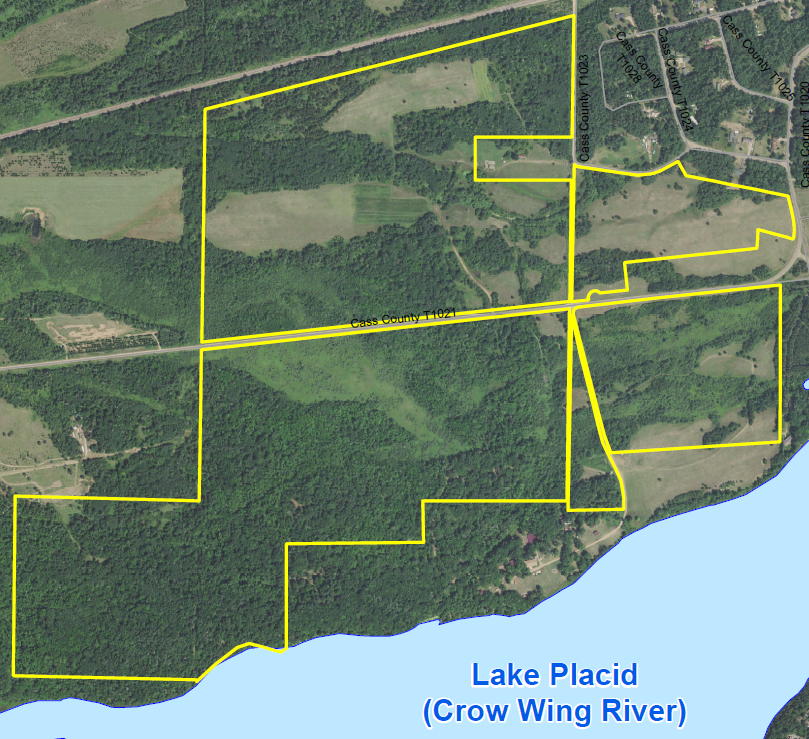 Cass County T1023
Cass County
T1026
Cass County T1024
Cass County T1025
Cass County T1020
Cass County T1021
Lake Placid
(Crow Wing River)